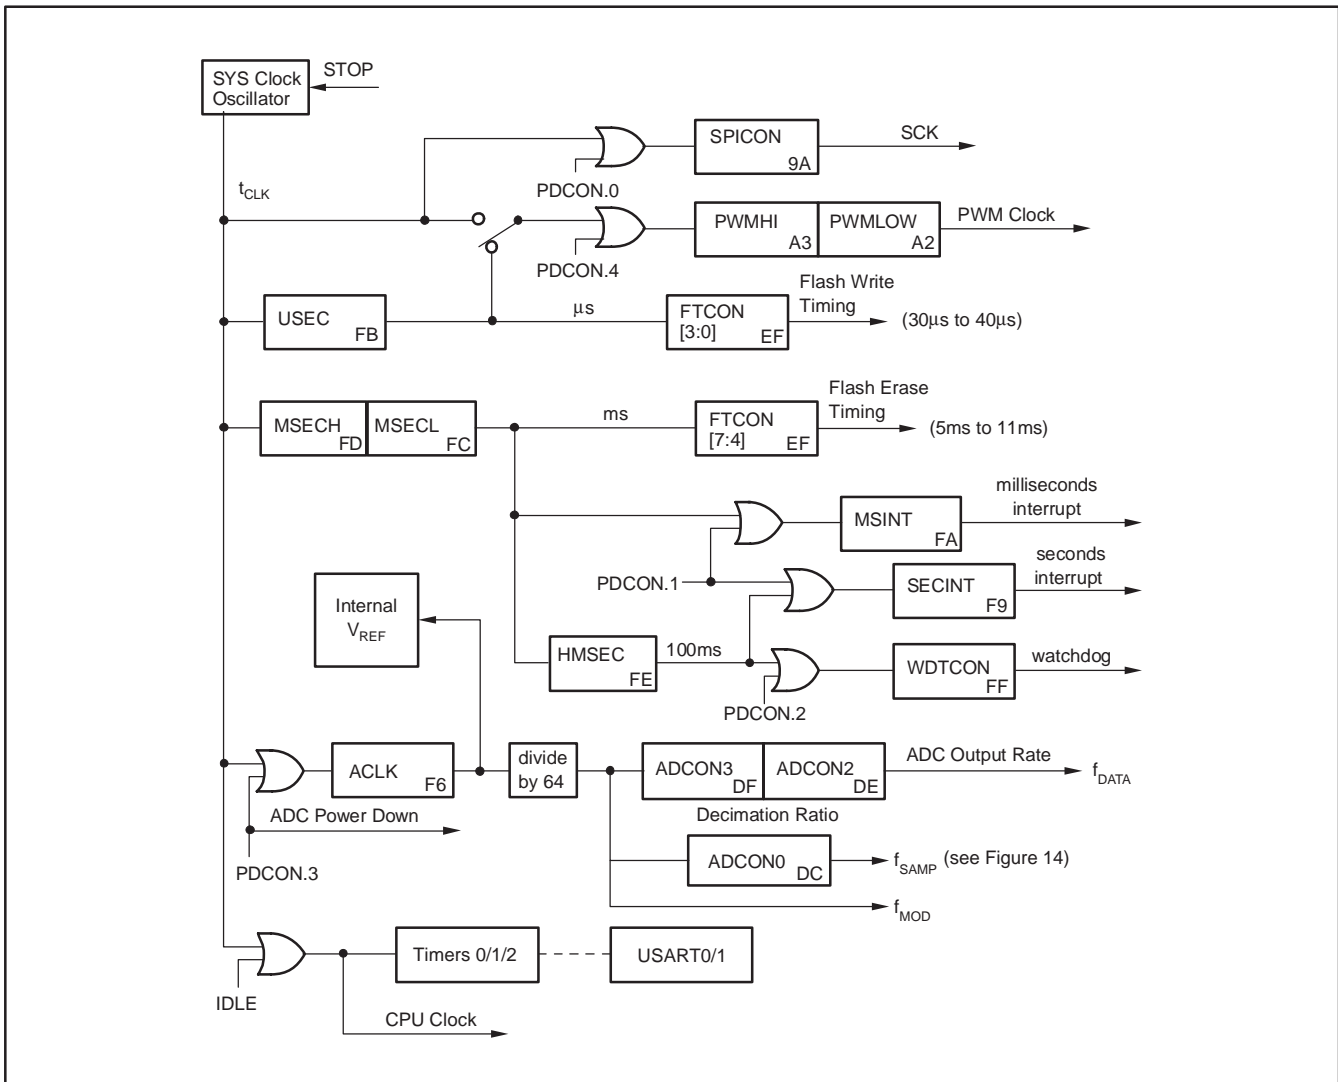 SYS Clock
Oscillator
STOP
SPICON
9A
SCK
PDCON.0
tCLK
PWMHI
A3
PWMLOW
A2
PWM Clock
PDCON.4
Flash Write
Timing
USEC
FB
μs
FTCON
[3:0]
EF
(30μs to 40μs)
Flash Erase
Timing
MSECH
FD
MSECL
FC
ms
FTCON
[7:4]
EF
(5ms to 11ms)
milliseconds
interrupt
MSINT
FA
seconds
interrupt
PDCON.1
SECINT
F9
Internal
VREF
HMSEC
FE
100ms
WDTCON
FF
watchdog
PDCON.2
ACLK
F6
divide
by 64
ADCON3
DF
ADCON2
DE
ADC Output Rate
fDATA
ADC Power Down
Decimation Ratio
PDCON.3
ADCON0
DC
fSAMP (see Figure 14)
fMOD
Timers 0/1/2
USART0/1
IDLE
CPU Clock